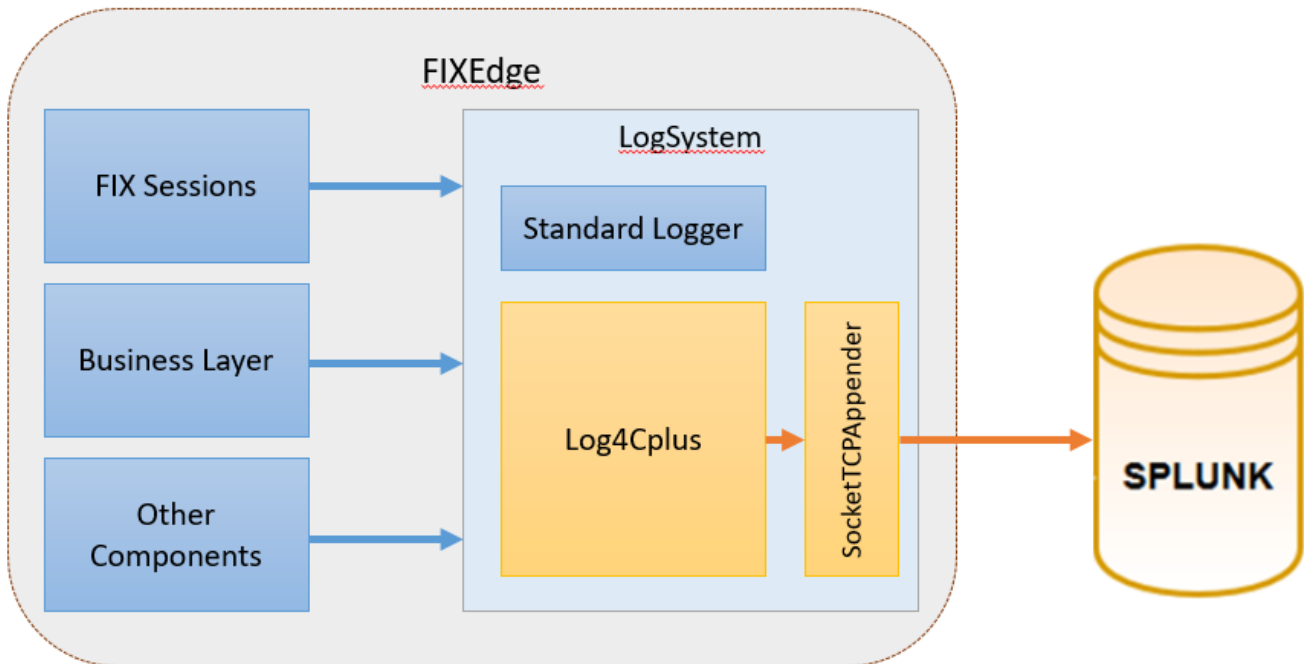 FIXEdge
FIX Sessions
Business Layer
Other
Components
LogSystem
Standard Logger
Log4Cplus
SocketTCPAppender
SPLUNK